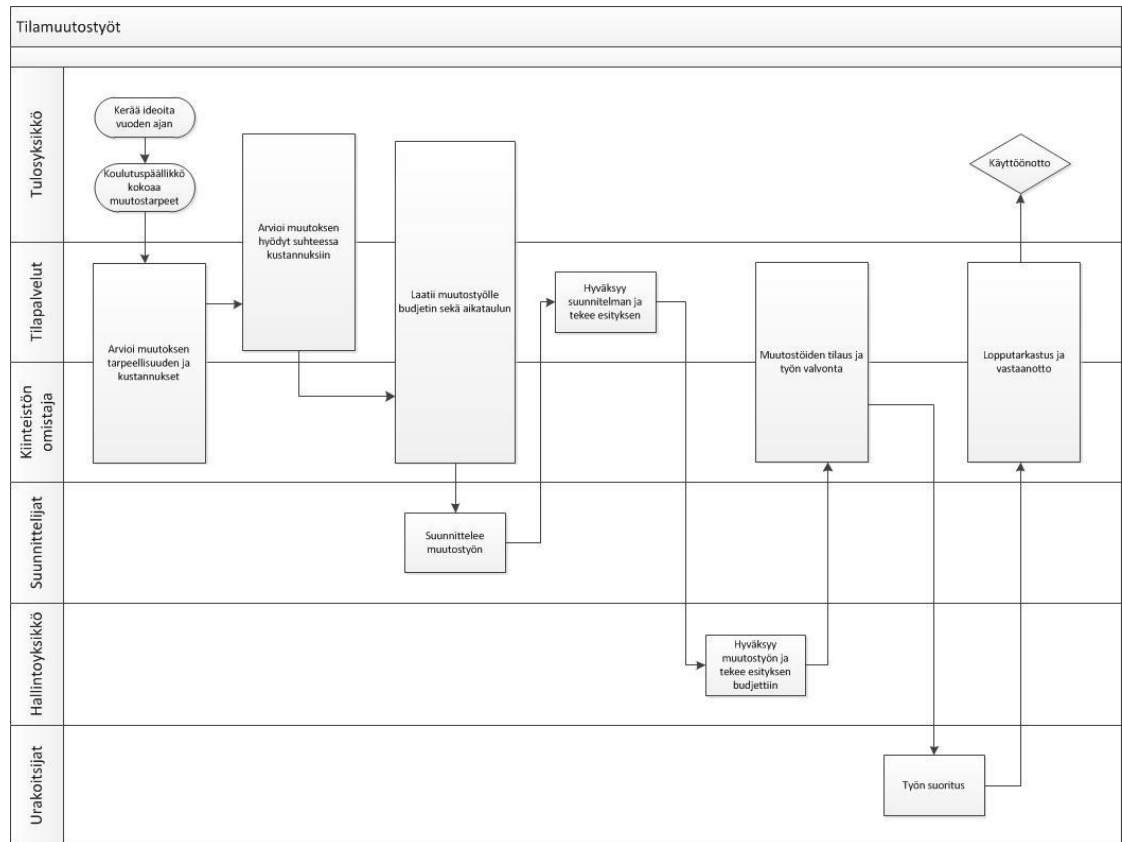 Tilamuutostyöt
Tulosyksikkö
Kerää ideoita
vuoden ajan
Koulutuspäällikkö
kokoaa
muutostarpeet
Arvioi muutoksen
hyödyt suhteessa
kustannuksiin
Käyttöönotto
Tilapalvelut
Arvioi muutoksen
tarpeellisuuden ja
kustannukset
Laatii muutostyölle
budjetin sekä aikataulun
Hyväksyy
suunnitelman ja
tekee esityksen
Muutostöiden tilaus ja
työn valvonta
Lopputarkastus ja
vastaanotto
Kiinteistön
omistaja
Suunnittelijat
Suunnittelee
muutostyön
Hallintoyksikkö
Hyväksyy
muutostyön ja
tekee esityksen
budjettiin
Urakoitsijat
Työn suoritus